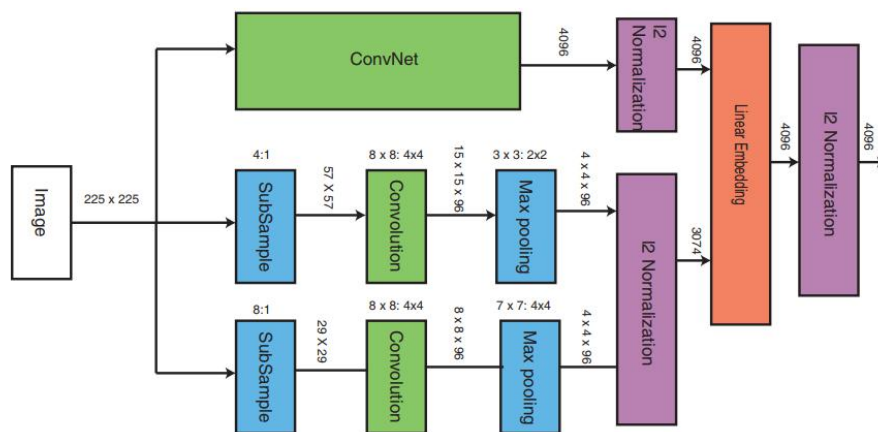 Image
225 x 225
ConvNet
4096
l2 Normalization
4096
4:1
SubSample
57 X 57
8 x 8: 4x4
Convolution
15 x 15 x 96
3 x 3: 2x2
Max pooling
4 x 4 x 96
8:1
SubSample
29 X 29
8 x 8: 4x4
Convolution
8 x 8 x 96
7 x 7: 4x4
Max pooling
4 x 4 x 96
l2 Normalization
3074
Linear Embedding
4096
l2 Normalization
4096